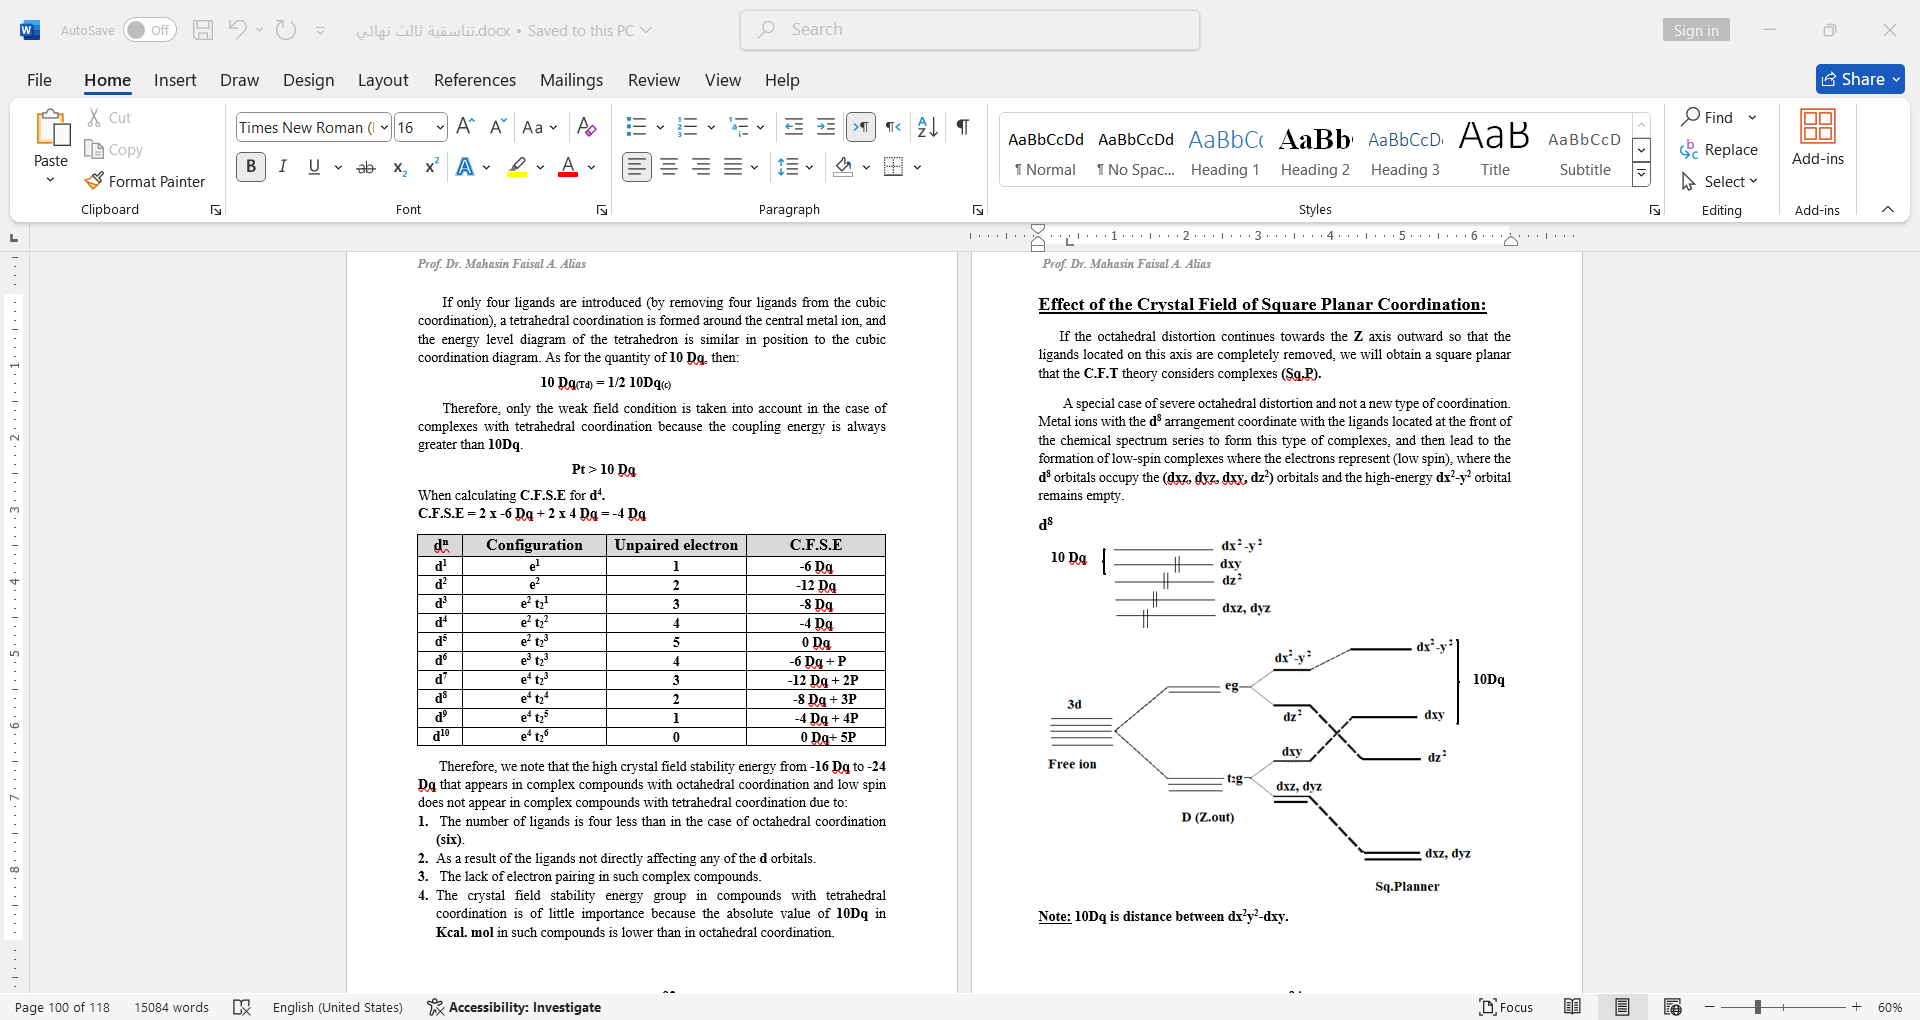 AutoSave Off تناسقية ثالث نهائي.docx • Saved to this PC Search Sign in
File Home Insert Draw Design Layout References Mailings Review View Help Share
Paste
Cut
Copy
Format Painter
Clipboard
Times New Roman ( 16
Font
Paragraph
AaBbCcDd AaBbCcDd AaBbCc AaBb AaBbCcD AaB AaBbCcD
¶ Normal ¶ No Spac... Heading 1 Heading 2 Heading 3 Title Subtitle
Styles
Find
Replace
Select
Editing
Add-ins
Add-ins
Prof. Dr. Mahasin Faisal A. Alias
If only four ligands are introduced (by removing four ligands from the cubic
coordination), a tetrahedral coordination is formed around the central metal ion, and
the energy level diagram of the tetrahedron is similar in position to the cubic
coordination diagram. As for the quantity of 10 Dq, then:
10 Dq(Td) = 1/2 10Dq(c)
Therefore, only the weak field condition is taken into account in the case of
complexes with tetrahedral coordination because the coupling energy is always
greater than 10Dq.
Pt > 10 Dq
When calculating C.F.S.E for d⁴.
C.F.S.E = 2 x -6 Dq + 2 x 4 Dq = -4 Dq
dⁿ Configuration Unpaired electron C.F.S.E
d¹ e¹ 1 -6 Dq
d² e² 2 -12 Dq
d³ e² t₂¹ 3 -8 Dq
d⁴ e² t₂² 4 -4 Dq
d⁵ e² t₂³ 5 0 Dq
d⁶ e³ t₂³ 4 -6 Dq + P
d⁷ e⁴ t₂³ 3 -12 Dq + 2P
d⁸ e⁴ t₂⁴ 2 -8 Dq + 3P
d⁹ e⁴ t₂⁵ 1 -4 Dq + 4P
d¹⁰ e⁴ t₂⁶ 0 0 Dq+ 5P
Therefore, we note that the high crystal field stability energy from -16 Dq to -24
Dq that appears in complex compounds with octahedral coordination and low spin
does not appear in complex compounds with tetrahedral coordination due to:
1. The number of ligands is four less than in the case of octahedral coordination
(six).
2. As a result of the ligands not directly affecting any of the d orbitals.
3. The lack of electron pairing in such complex compounds.
4. The crystal field stability energy group in compounds with tetrahedral
coordination is of little importance because the absolute value of 10Dq in
Kcal. mol in such compounds is lower than in octahedral coordination.
Prof. Dr. Mahasin Faisal A. Alias
Effect of the Crystal Field of Square Planar Coordination:
If the octahedral distortion continues towards the Z axis outward so that the
ligands located on this axis are completely removed, we will obtain a square planar
that the C.F.T theory considers complexes (Sq.P).
A special case of severe octahedral distortion and not a new type of coordination.
Metal ions with the d⁸ arrangement coordinate with the ligands located at the front of
the chemical spectrum series to form this type of complexes, and then lead to the
formation of low-spin complexes where the electrons represent (low spin), where the
d⁸ orbitals occupy the (dxz, dyz, dxy, dz²) orbitals and the high-energy dx²-y² orbital
remains empty.
d⁸
10 Dq
dx²-y²
dxy
dz²
dxz, dyz
3d
Free ion
eg
t₂g
D (Z.out)
dx²-y²
dz²
dxy
dxz, dyz
dx²-y²
dxy
dz²
dxz, dyz
10Dq
Sq.Planner
Note: 10Dq is distance between dx²y²-dxy.
Page 100 of 118 15084 words English (United States) Accessibility: Investigate Focus 60%